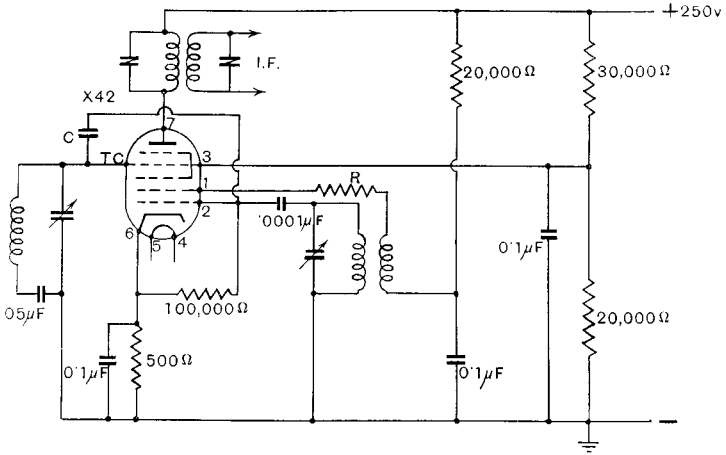 +250v
I.F.
20,000Ω
30,000Ω
X42
C
7
TC
3
1
R
2
.0001μF
6
5
4
0.1μF
.05μF
100,000Ω
20,000Ω
0.1μF
500Ω
0.1μF
−